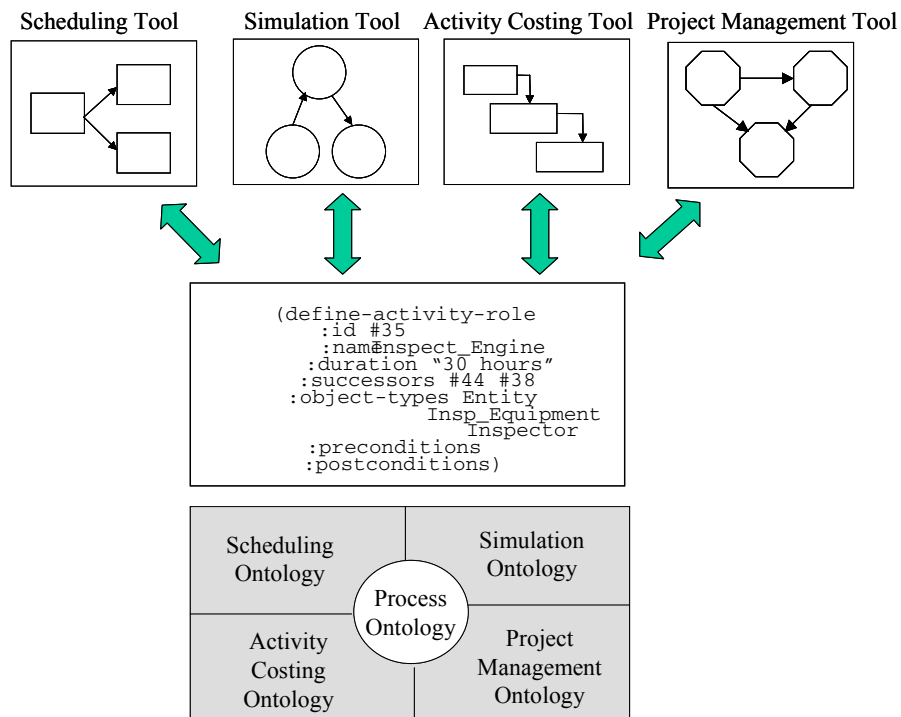 Scheduling Tool
Simulation Tool
Activity Costing Tool
Project Management Tool
(define-activity-role
:id #35
:name Inspect_Engine
:duration “30 hours”
:successors #44 #38
:object-types Entity
Insp_Equipment
Inspector
:preconditions
:postconditions)
Scheduling
Ontology
Simulation
Ontology
Process
Ontology
Activity
Costing
Ontology
Project
Management
Ontology